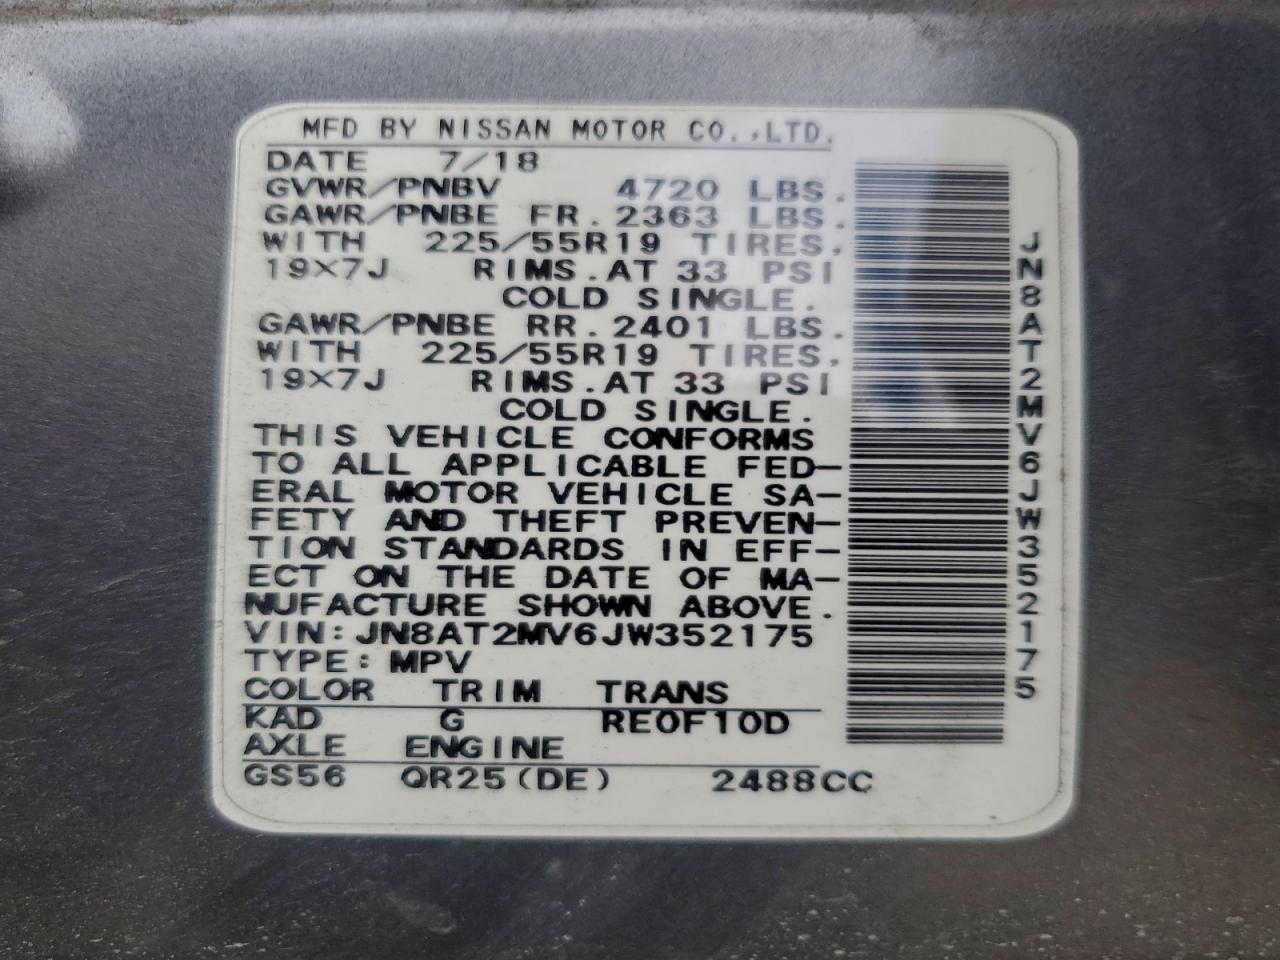 MFD BY NISSAN MOTOR CO.,LTD.
DATE 7/18
GVWR/PNBV 4720 LBS.
GAWR/PNBE FR. 2363 LBS.
WITH 225/55R19 TIRES,
19×7J RIMS.AT 33 PSI
COLD SINGLE.
GAWR/PNBE RR. 2401 LBS.
WITH 225/55R19 TIRES,
19×7J RIMS.AT 33 PSI
COLD SINGLE.
THIS VEHICLE CONFORMS
TO ALL APPLICABLE FED-
ERAL MOTOR VEHICLE SA-
FETY AND THEFT PREVEN-
TION STANDARDS IN EFF-
ECT ON THE DATE OF MA-
NUFACTURE SHOWN ABOVE.
VIN:JN8AT2MV6JW352175
TYPE:MPV
COLOR TRIM TRANS
KAD G RE0F10D
AXLE ENGINE
GS56 QR25(DE) 2488CC
JN8AT2MV6JW352175